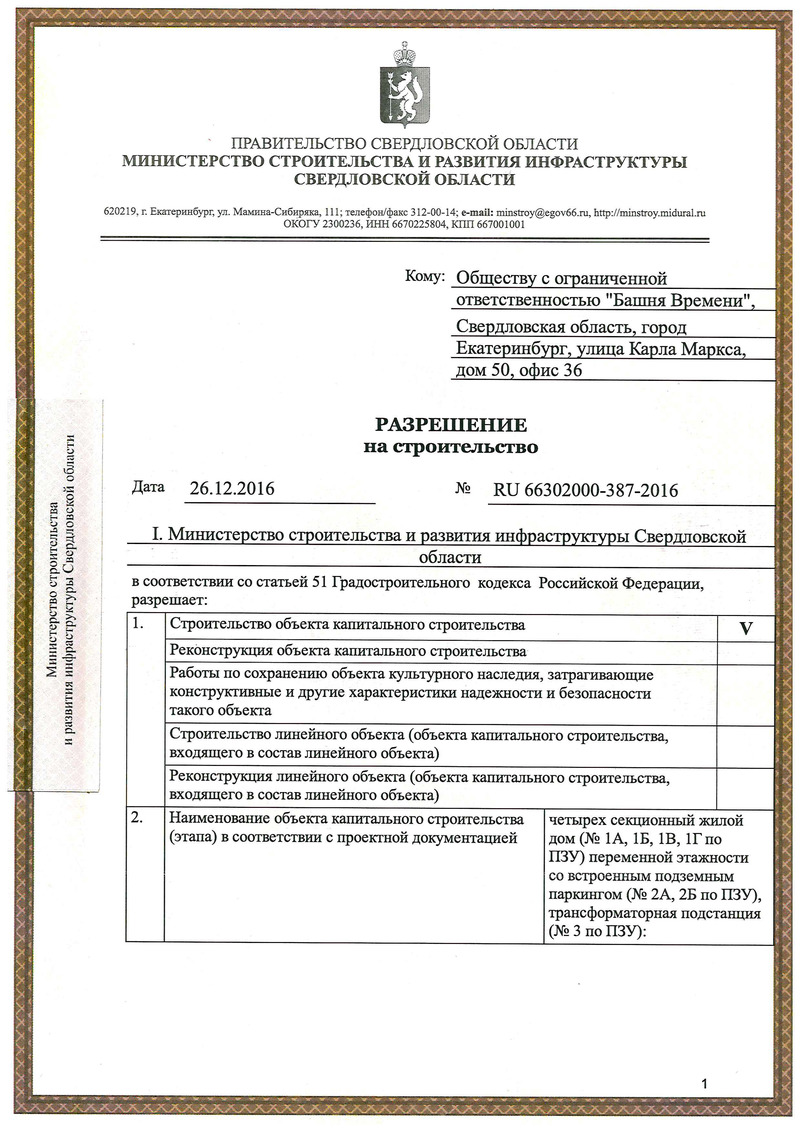 ПРАВИТЕЛЬСТВО СВЕРДЛОВСКОЙ ОБЛАСТИ
МИНИСТЕРСТВО СТРОИТЕЛЬСТВА И РАЗВИТИЯ ИНФРАСТРУКТУРЫ
СВЕРДЛОВСКОЙ ОБЛАСТИ
620219, г. Екатеринбург, ул. Мамина-Сибиряка, 111; телефон/факс 312-00-14; e-mail: minstroy@egov66.ru, http://minstroy.midural.ru
ОКОГУ 2300236, ИНН 6670225804, КПП 667001001
Кому: Обществу с ограниченной
ответственностью "Башня Времени",
Свердловская область, город
Екатеринбург, улица Карла Маркса,
дом 50, офис 36
РАЗРЕШЕНИЕ
на строительство
Дата 26.12.2016 № RU 66302000-387-2016
I. Министерство строительства и развития инфраструктуры Свердловской
области
в соответствии со статьей 51 Градостроительного кодекса Российской Федерации,
разрешает:
1. Строительство объекта капитального строительства V
Реконструкция объекта капитального строительства
Работы по сохранению объекта культурного наследия, затрагивающие
конструктивные и другие характеристики надежности и безопасности
такого объекта
Строительство линейного объекта (объекта капитального строительства,
входящего в состав линейного объекта)
Реконструкция линейного объекта (объекта капитального строительства,
входящего в состав линейного объекта)
2. Наименование объекта капитального строительства
(этапа) в соответствии с проектной документацией
четырех секционный жилой
дом (№ 1А, 1Б, 1В, 1Г по
ПЗУ) переменной этажности
со встроенным подземным
паркингом (№ 2А, 2Б по ПЗУ),
трансформаторная подстанция
(№ 3 по ПЗУ):
Министерство строительства
и развития инфраструктуры Свердловской области
1